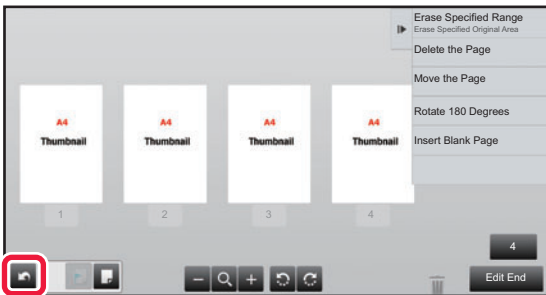 Erase Specified Range
Erase Specified Original Area
Delete the Page
Move the Page
Rotate 180 Degrees
Insert Blank Page
A4
Thumbnail
A4
Thumbnail
A4
Thumbnail
A4
Thumbnail
1
2
3
4
4
Edit End